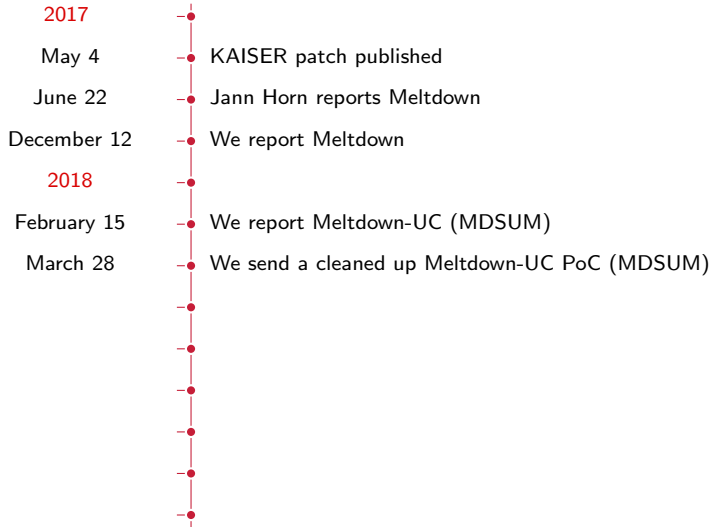 2017
May 4 KAISER patch published
June 22 Jann Horn reports Meltdown
December 12 We report Meltdown
2018
February 15 We report Meltdown-UC (MDSUM)
March 28 We send a cleaned up Meltdown-UC PoC (MDSUM)